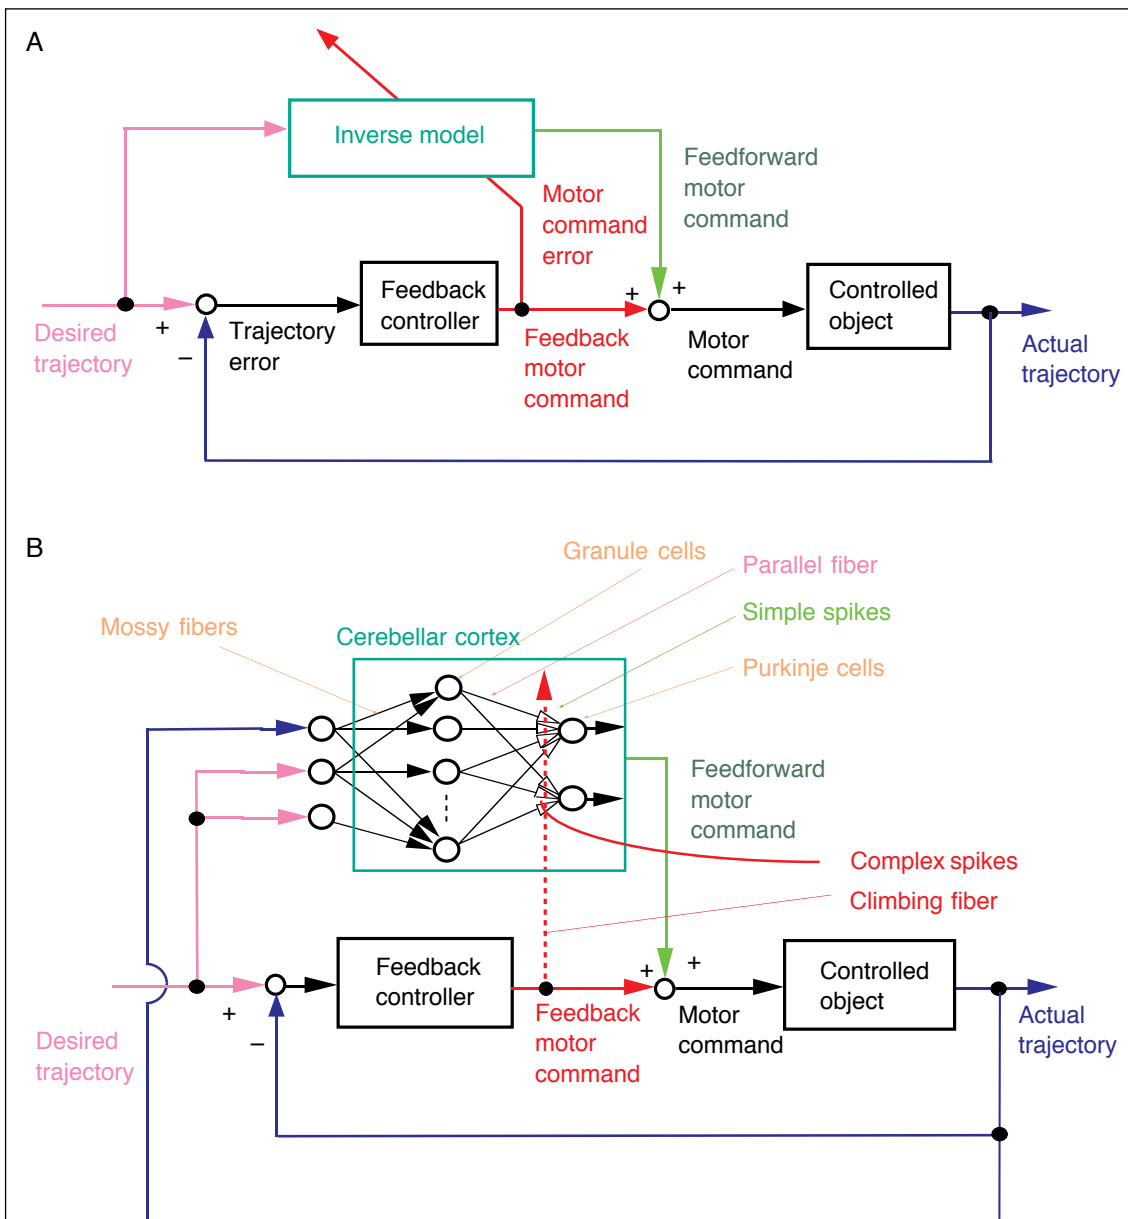 A
Inverse model
Feedforward
motor
command
Motor
command
error
Feedback
controller
Controlled
object
+ +
+
−
Desired
trajectory
Trajectory
error
Feedback
motor
command
Motor
command
Actual
trajectory
B
Granule cells
Parallel fiber
Simple spikes
Mossy fibers
Cerebellar cortex
Purkinje cells
Feedforward
motor
command
Complex spikes
Climbing fiber
Feedback
controller
Controlled
object
+ +
+
−
Desired
trajectory
Feedback
motor
command
Motor
command
Actual
trajectory